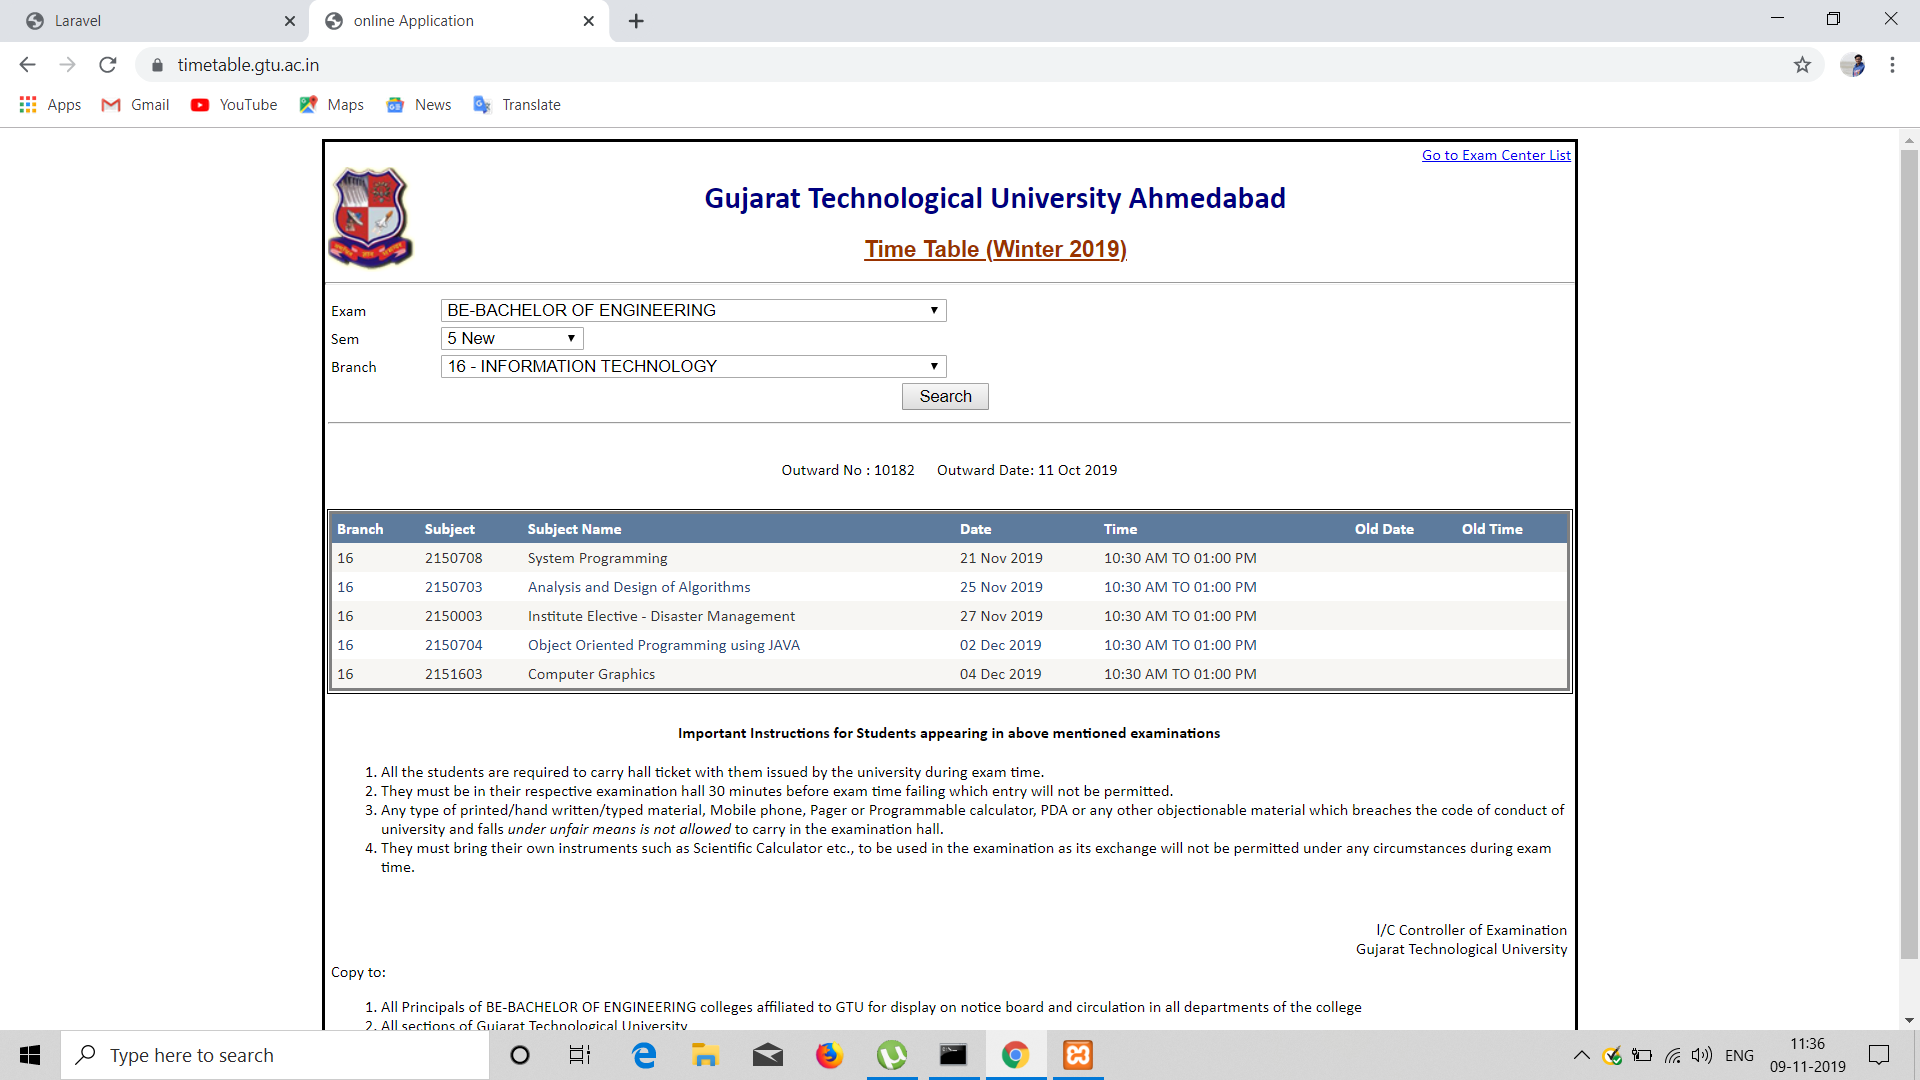 Laravel
online Application
timetable.gtu.ac.in
Apps Gmail YouTube Maps News Translate
Go to Exam Center List
Gujarat Technological University Ahmedabad
Time Table (Winter 2019)
Exam BE-BACHELOR OF ENGINEERING
Sem 5 New
Branch 16 - INFORMATION TECHNOLOGY
Search
Outward No : 10182 Outward Date: 11 Oct 2019
Branch Subject Subject Name Date Time Old Date Old Time
16 2150708 System Programming 21 Nov 2019 10:30 AM TO 01:00 PM
16 2150703 Analysis and Design of Algorithms 25 Nov 2019 10:30 AM TO 01:00 PM
16 2150003 Institute Elective - Disaster Management 27 Nov 2019 10:30 AM TO 01:00 PM
16 2150704 Object Oriented Programming using JAVA 02 Dec 2019 10:30 AM TO 01:00 PM
16 2151603 Computer Graphics 04 Dec 2019 10:30 AM TO 01:00 PM
Important Instructions for Students appearing in above mentioned examinations
1. All the students are required to carry hall ticket with them issued by the university during exam time.
2. They must be in their respective examination hall 30 minutes before exam time failing which entry will not be permitted.
3. Any type of printed/hand written/typed material, Mobile phone, Pager or Programmable calculator, PDA or any other objectionable material which breaches the code of conduct of
university and falls under unfair means is not allowed to carry in the examination hall.
4. They must bring their own instruments such as Scientific Calculator etc., to be used in the examination as its exchange will not be permitted under any circumstances during exam
time.
I/C Controller of Examination
Gujarat Technological University
Copy to:
1. All Principals of BE-BACHELOR OF ENGINEERING colleges affiliated to GTU for display on notice board and circulation in all departments of the college
2. All sections of Gujarat Technological University
Type here to search
ENG
11:36
09-11-2019